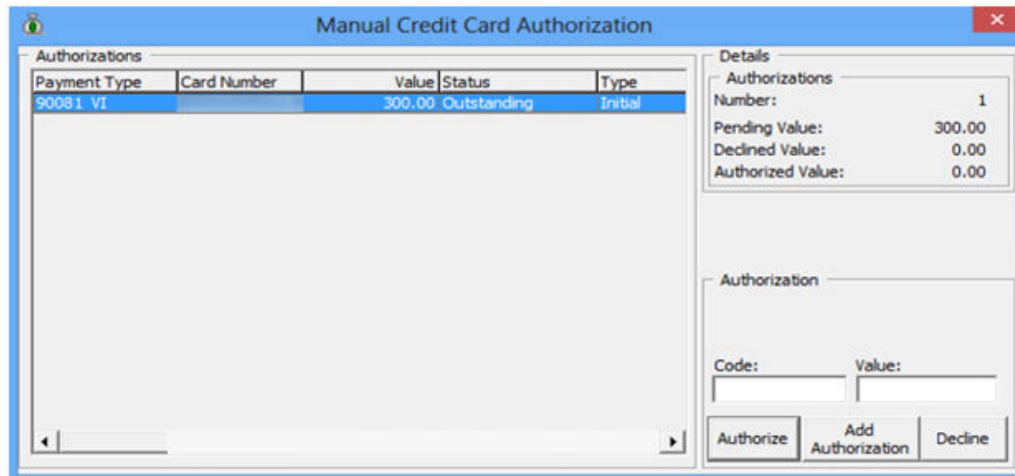 Manual Credit Card Authorization
Authorizations
Payment Type Card Number Value Status Type
90081 VI 300.00 Outstanding Initial
Details
Authorizations
Number: 1
Pending Value: 300.00
Declined Value: 0.00
Authorized Value: 0.00
Authorization
Code: Value:
Authorize Add Authorization Decline